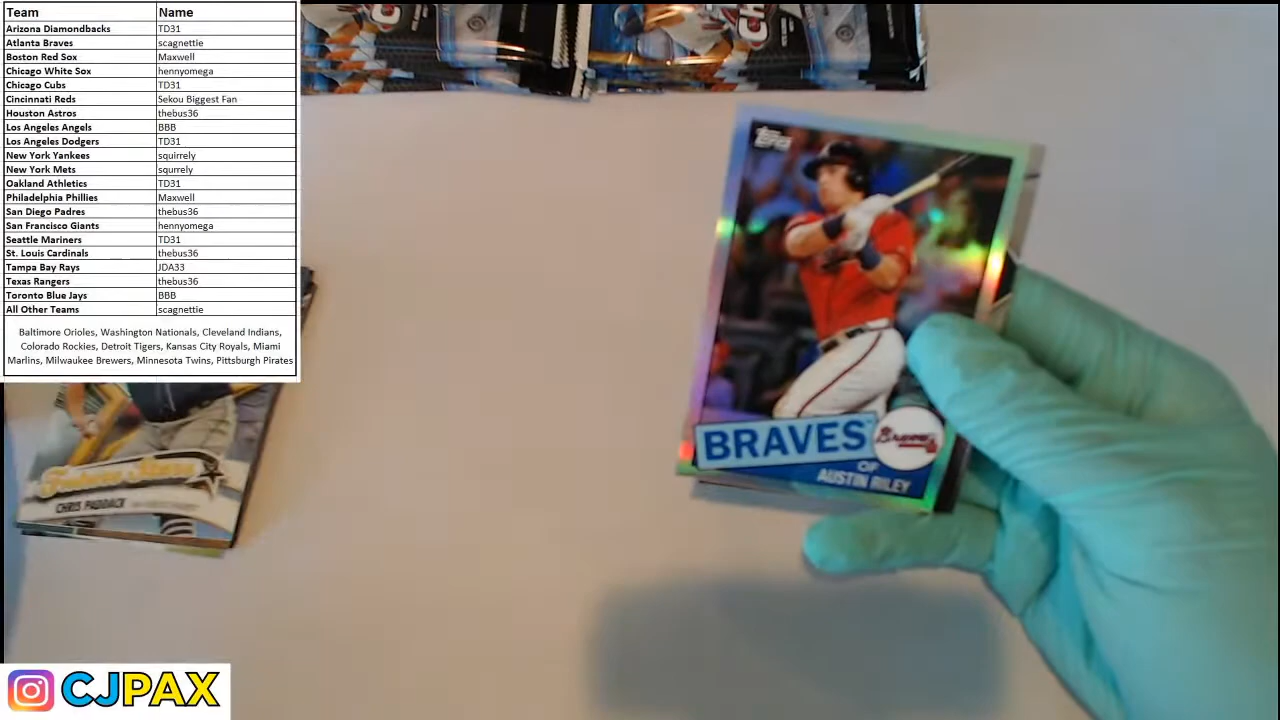 Team Name
Arizona Diamondbacks TD31
Atlanta Braves scagnettie
Boston Red Sox Maxwell
Chicago White Sox hennyomega
Chicago Cubs TD31
Cincinnati Reds Sekou Biggest Fan
Houston Astros thebus36
Los Angeles Angels BBB
Los Angeles Dodgers TD31
New York Yankees squirrely
New York Mets squrrely
Oakland Athletics TD31
Philadelphia Phillies Maxwell
San Diego Padres thebus36
San Francisco Giants hennyomega
Seattle Mariners TD31
St. Louis Cardinals thebus36
Tampa Bay Rays JDA33
Texas Rangers thebus36
Toronto Blue Jays BBB
All Other Teams scagnettie
Baltimore Orioles, Washington Nationals, Cleveland Indians,
Colorado Rockies, Detroit Tigers, Kansas City Royals, Miami
Marlins, Milwaukee Brewers, Minnesota Twins, Pittsburgh Pirates
Topps
BRAVES
Braves
OF
AUSTIN RILEY
Future Stars
CHRIS PADDACK
CJPAX